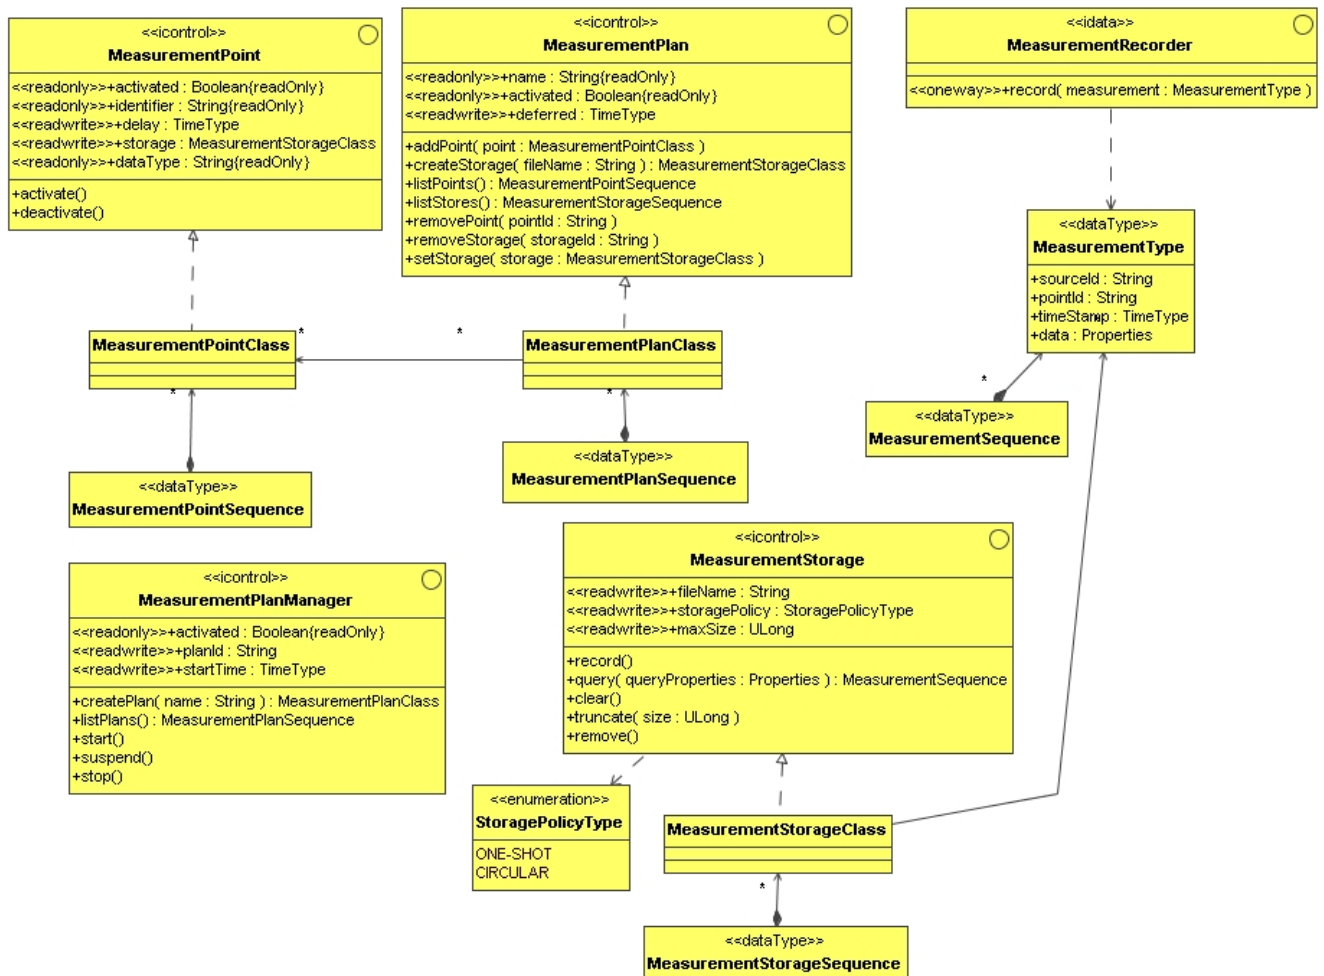 <<icontrol>>
MeasurementPoint
<<readonly>>+activated : Boolean{readOnly}
<<readonly>>+identifier : String{readOnly}
<<readwrite>>+delay : TimeType
<<readwrite>>+storage : MeasurementStorageClass
<<readonly>>+dataType : String{readOnly}
+activate()
+deactivate()
<<icontrol>>
MeasurementPlan
<<readonly>>+name : String{readOnly}
<<readonly>>+activated : Boolean{readOnly}
<<readwrite>>+deferred : TimeType
+addPoint( point : MeasurementPointClass )
+createStorage( fileName : String ) : MeasurementStorageClass
+listPoints() : MeasurementPointSequence
+listStores() : MeasurementStorageSequence
+removePoint( pointId : String )
+removeStorage( storageId : String )
+setStorage( storage : MeasurementStorageClass )
<<idata>>
MeasurementRecorder
<<oneway>>+record( measurement : MeasurementType )
<<dataType>>
MeasurementType
+sourceId : String
+pointId : String
+timeStamp : TimeType
+data : Properties
MeasurementPointClass
*
*
MeasurementPlanClass
*
*
*
<<dataType>>
MeasurementSequence
<<dataType>>
MeasurementPlanSequence
<<dataType>>
MeasurementPointSequence
<<icontrol>>
MeasurementPlanManager
<<readonly>>+activated : Boolean{readOnly}
<<readwrite>>+planId : String
<<readwrite>>+startTime : TimeType
+createPlan( name : String ) : MeasurementPlanClass
+listPlans() : MeasurementPlanSequence
+start()
+suspend()
+stop()
<<icontrol>>
MeasurementStorage
<<readwrite>>+fileName : String
<<readwrite>>+storagePolicy : StoragePolicyType
<<readwrite>>+maxSize : ULong
+record()
+query( queryProperties : Properties ) : MeasurementSequence
+clear()
+truncate( size : ULong )
+remove()
<<enumeration>>
StoragePolicyType
ONE-SHOT
CIRCULAR
MeasurementStorageClass
*
<<dataType>>
MeasurementStorageSequence